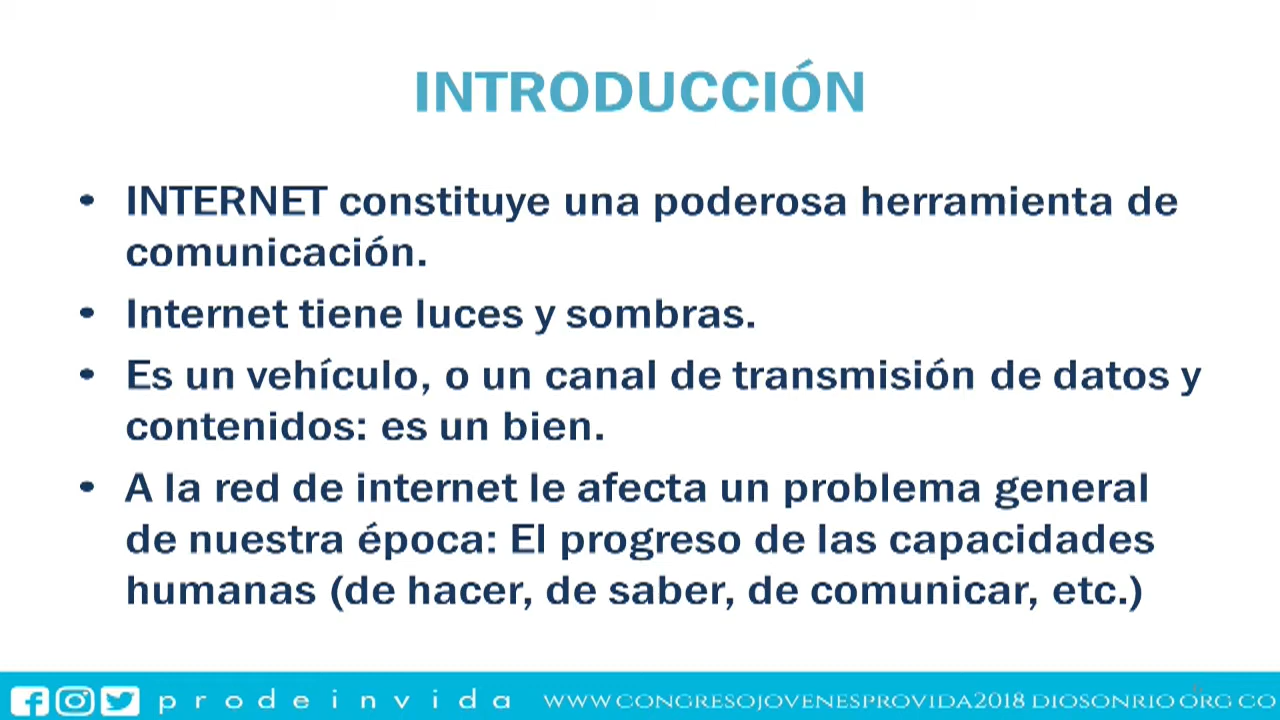 INTRODUCCIÓN
• INTERNET constituye una poderosa herramienta de
comunicación.
• Internet tiene luces y sombras.
• Es un vehículo, o un canal de transmisión de datos y
contenidos: es un bien.
• A la red de internet le afecta un problema general
de nuestra época: El progreso de las capacidades
humanas (de hacer, de saber, de comunicar, etc.)
prodeinvida WWW.CONGRESOJOVENESPROVIDA2018 DIOSONRIO ORG CO